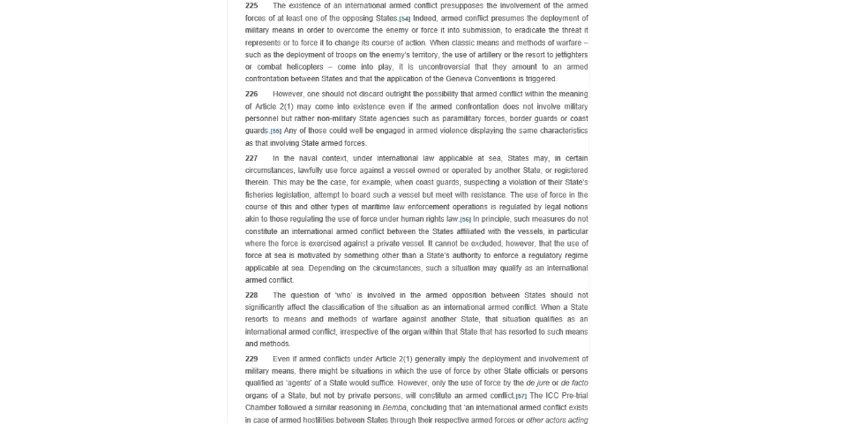 225 The existence of an international armed conflict presupposes the involvement of the armed
forces of at least one of the opposing States.[54] Indeed, armed conflict presumes the deployment of
military means in order to overcome the enemy or force it into submission, to eradicate the threat it
represents or to force it to change its course of action. When classic means and methods of warfare –
such as the deployment of troops on the enemy's territory, the use of artillery or the resort to jetfighters
or combat helicopters – come into play, it is uncontroversial that they amount to an armed
confrontation between States and that the application of the Geneva Conventions is triggered.
226 However, one should not discard outright the possibility that armed conflict within the meaning
of Article 2(1) may come into existence even if the armed confrontation does not involve military
personnel but rather non-military State agencies such as paramilitary forces, border guards or coast
guards.[55] Any of those could well be engaged in armed violence displaying the same characteristics
as that involving State armed forces.
227 In the naval context, under international law applicable at sea, States may, in certain
circumstances, lawfully use force against a vessel owned or operated by another State, or registered
therein. This may be the case, for example, when coast guards, suspecting a violation of their State's
fisheries legislation, attempt to board such a vessel but meet with resistance. The use of force in the
course of this and other types of maritime law enforcement operations is regulated by legal notions
akin to those regulating the use of force under human rights law.[56] In principle, such measures do not
constitute an international armed conflict between the States affiliated with the vessels, in particular
where the force is exercised against a private vessel. It cannot be excluded, however, that the use of
force at sea is motivated by something other than a State's authority to enforce a regulatory regime
applicable at sea. Depending on the circumstances, such a situation may qualify as an international
armed conflict.
228 The question of 'who' is involved in the armed opposition between States should not
significantly affect the classification of the situation as an international armed conflict. When a State
resorts to means and methods of warfare against another State, that situation qualifies as an
international armed conflict, irrespective of the organ within that State that has resorted to such means
and methods.
229 Even if armed conflicts under Article 2(1) generally imply the deployment and involvement of
military means, there might be situations in which the use of force by other State officials or persons
qualified as 'agents' of a State would suffice. However, only the use of force by the de jure or de facto
organs of a State, but not by private persons, will constitute an armed conflict.[57] The ICC Pre-trial
Chamber followed a similar reasoning in Bemba, concluding that 'an international armed conflict exists
in case of armed hostilities between States through their respective armed forces or other actors acting